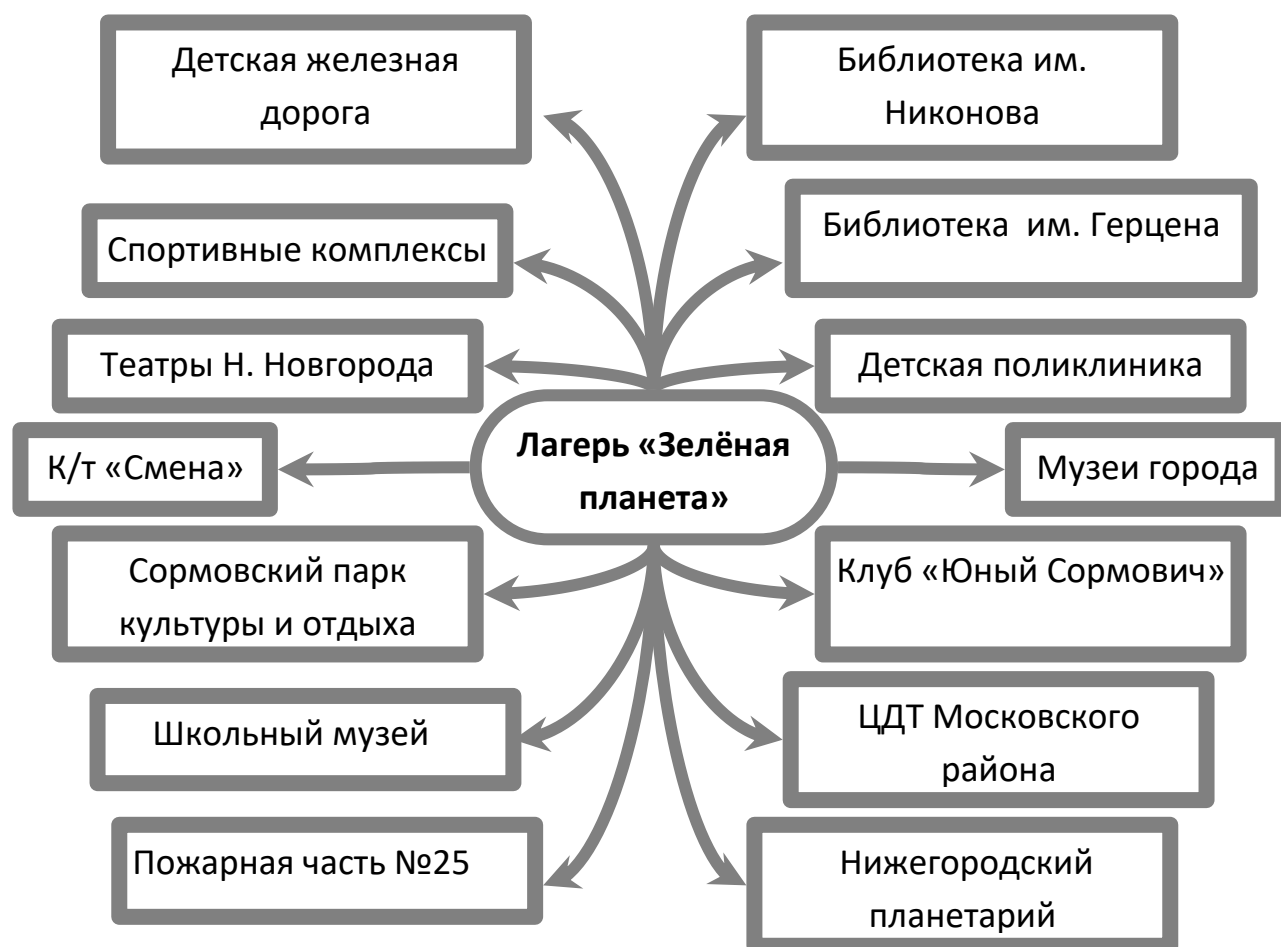 Детская железная
дорога
Библиотека им.
Никонова
Спортивные комплексы
Библиотека им. Герцена
Театры Н. Новгорода
Детская поликлиника
К/т «Смена»
Лагерь «Зелёная
планета»
Музеи города
Сормовский парк
культуры и отдыха
Клуб «Юный Сормович»
Школьный музей
ЦДТ Московского
района
Пожарная часть №25
Нижегородский
планетарий